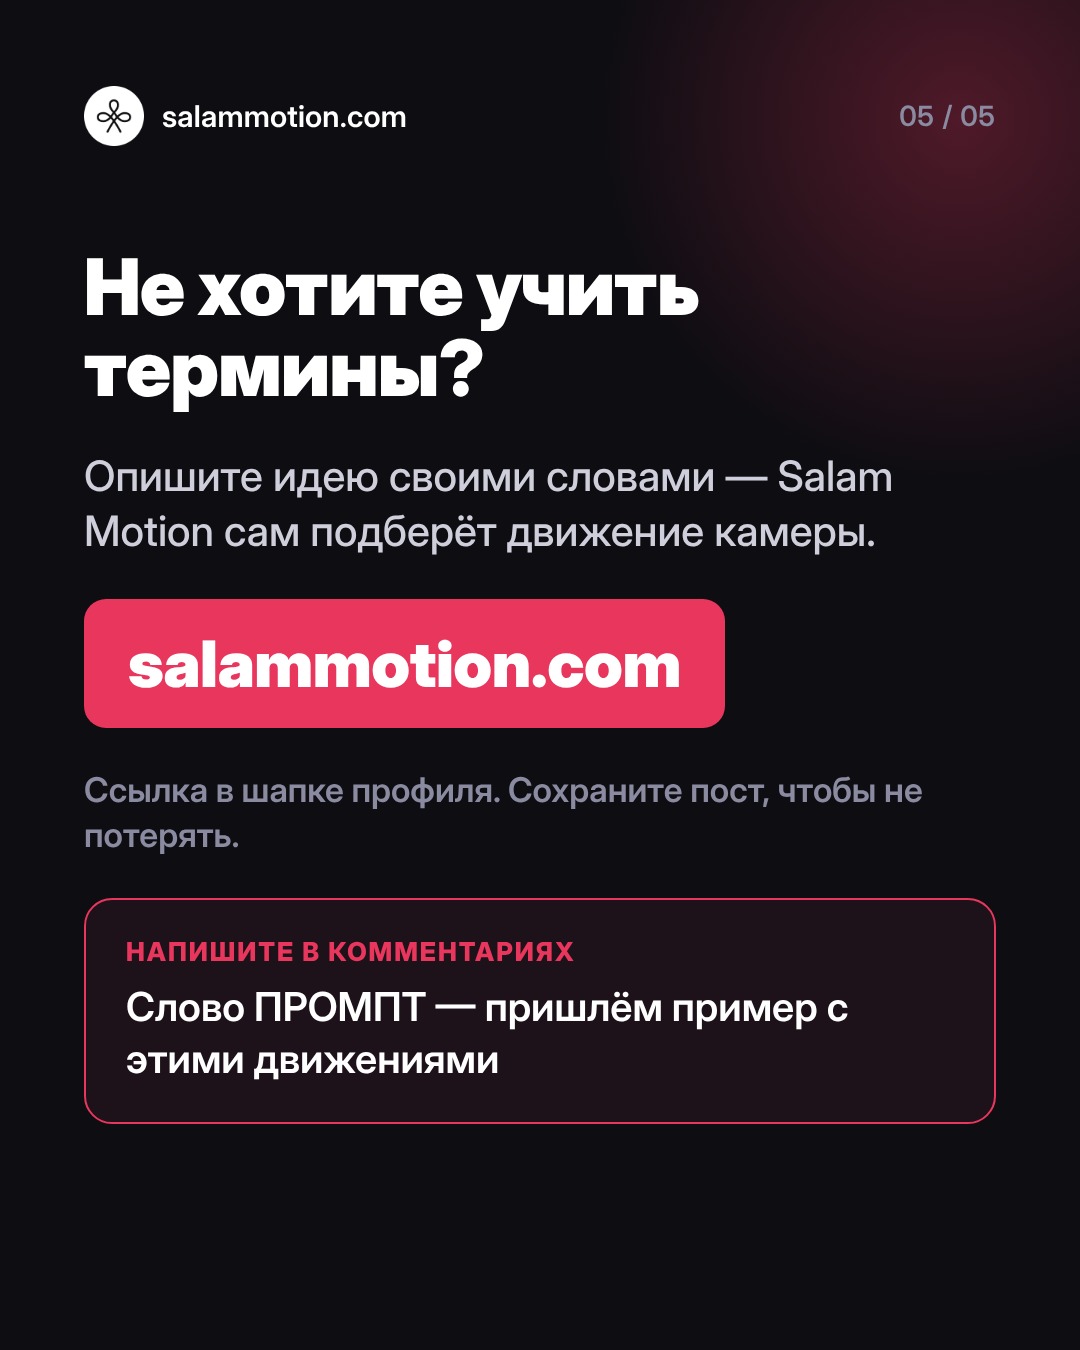 salammotion.com
05 / 05
Не хотите учить
термины?
Опишите идею своими словами — Salam
Motion сам подберёт движение камеры.
salammotion.com
Ссылка в шапке профиля. Сохраните пост, чтобы не
потерять.
НАПИШИТЕ В КОММЕНТАРИЯХ
Слово ПРОМПТ — пришлём пример с
этими движениями